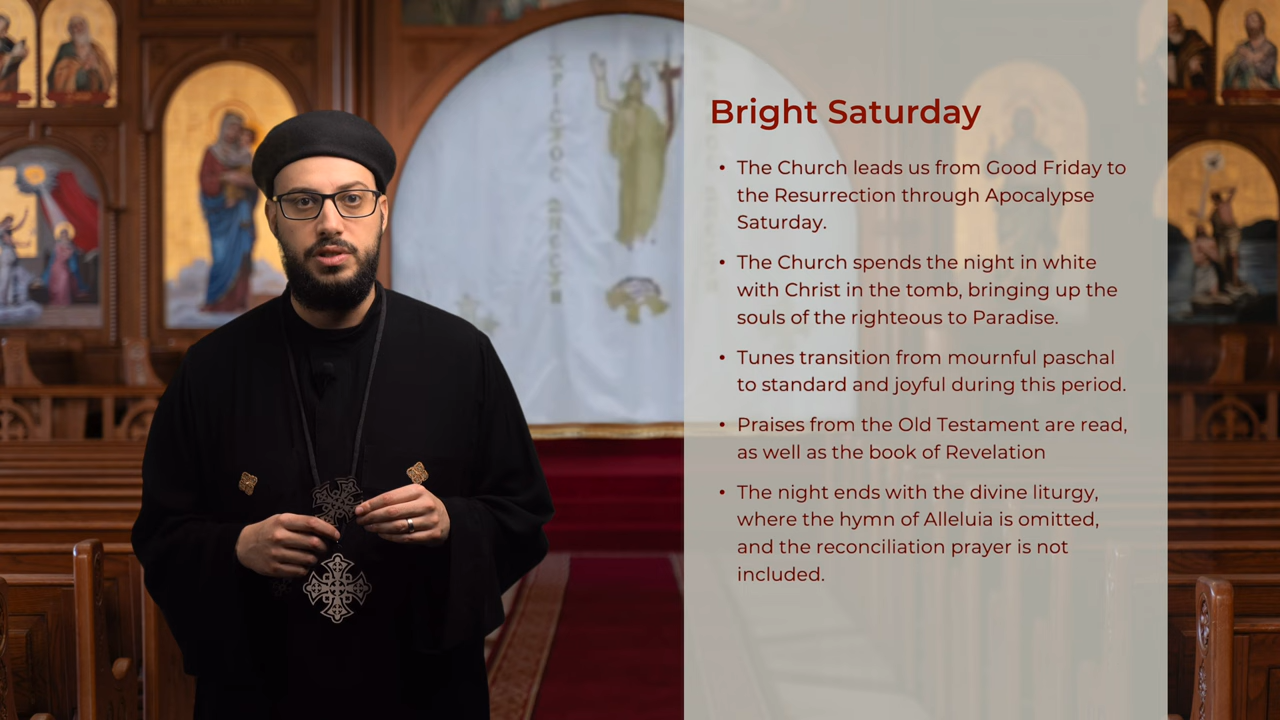 Bright Saturday
• The Church leads us from Good Friday to
the Resurrection through Apocalypse
Saturday.
• The Church spends the night in white
with Christ in the tomb, bringing up the
souls of the righteous to Paradise.
• Tunes transition from mournful paschal
to standard and joyful during this period.
• Praises from the Old Testament are read,
as well as the book of Revelation
• The night ends with the divine liturgy,
where the hymn of Alleluia is omitted,
and the reconciliation prayer is not
included.